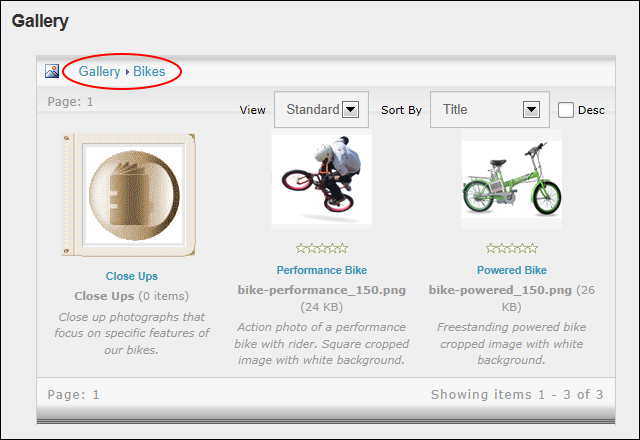 Gallery
Gallery Bikes
Page: 1
View Standard Sort By Title Desc
Close Ups
Close Ups (0 items)
Close up photographs that
focus on specific features of
our bikes.
Performance Bike
bike-performance_150.png
(24 KB)
Action photo of a performance
bike with rider. Square cropped
image with white background.
Powered Bike
bike-powered_150.png (26
KB)
Freestanding powered bike
cropped image with white
background.
Page: 1
Showing items 1 - 3 of 3